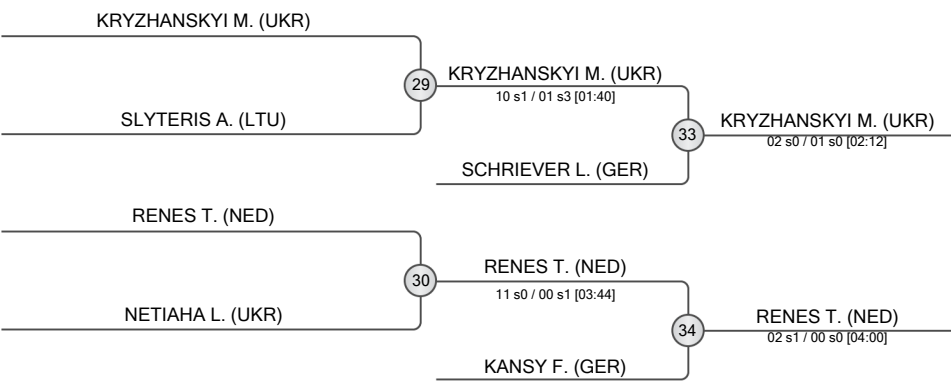 KRYZHANSKYI M. (UKR)
29
KRYZHANSKYI M. (UKR)
10 s1 / 01 s3 [01:40]
SLYTERIS A. (LTU)
33
KRYZHANSKYI M. (UKR)
02 s0 / 01 s0 [02:12]
SCHRIEVER L. (GER)
RENES T. (NED)
30
RENES T. (NED)
11 s0 / 00 s1 [03:44]
NETIAHA L. (UKR)
34
RENES T. (NED)
02 s1 / 00 s0 [04:00]
KANSY F. (GER)